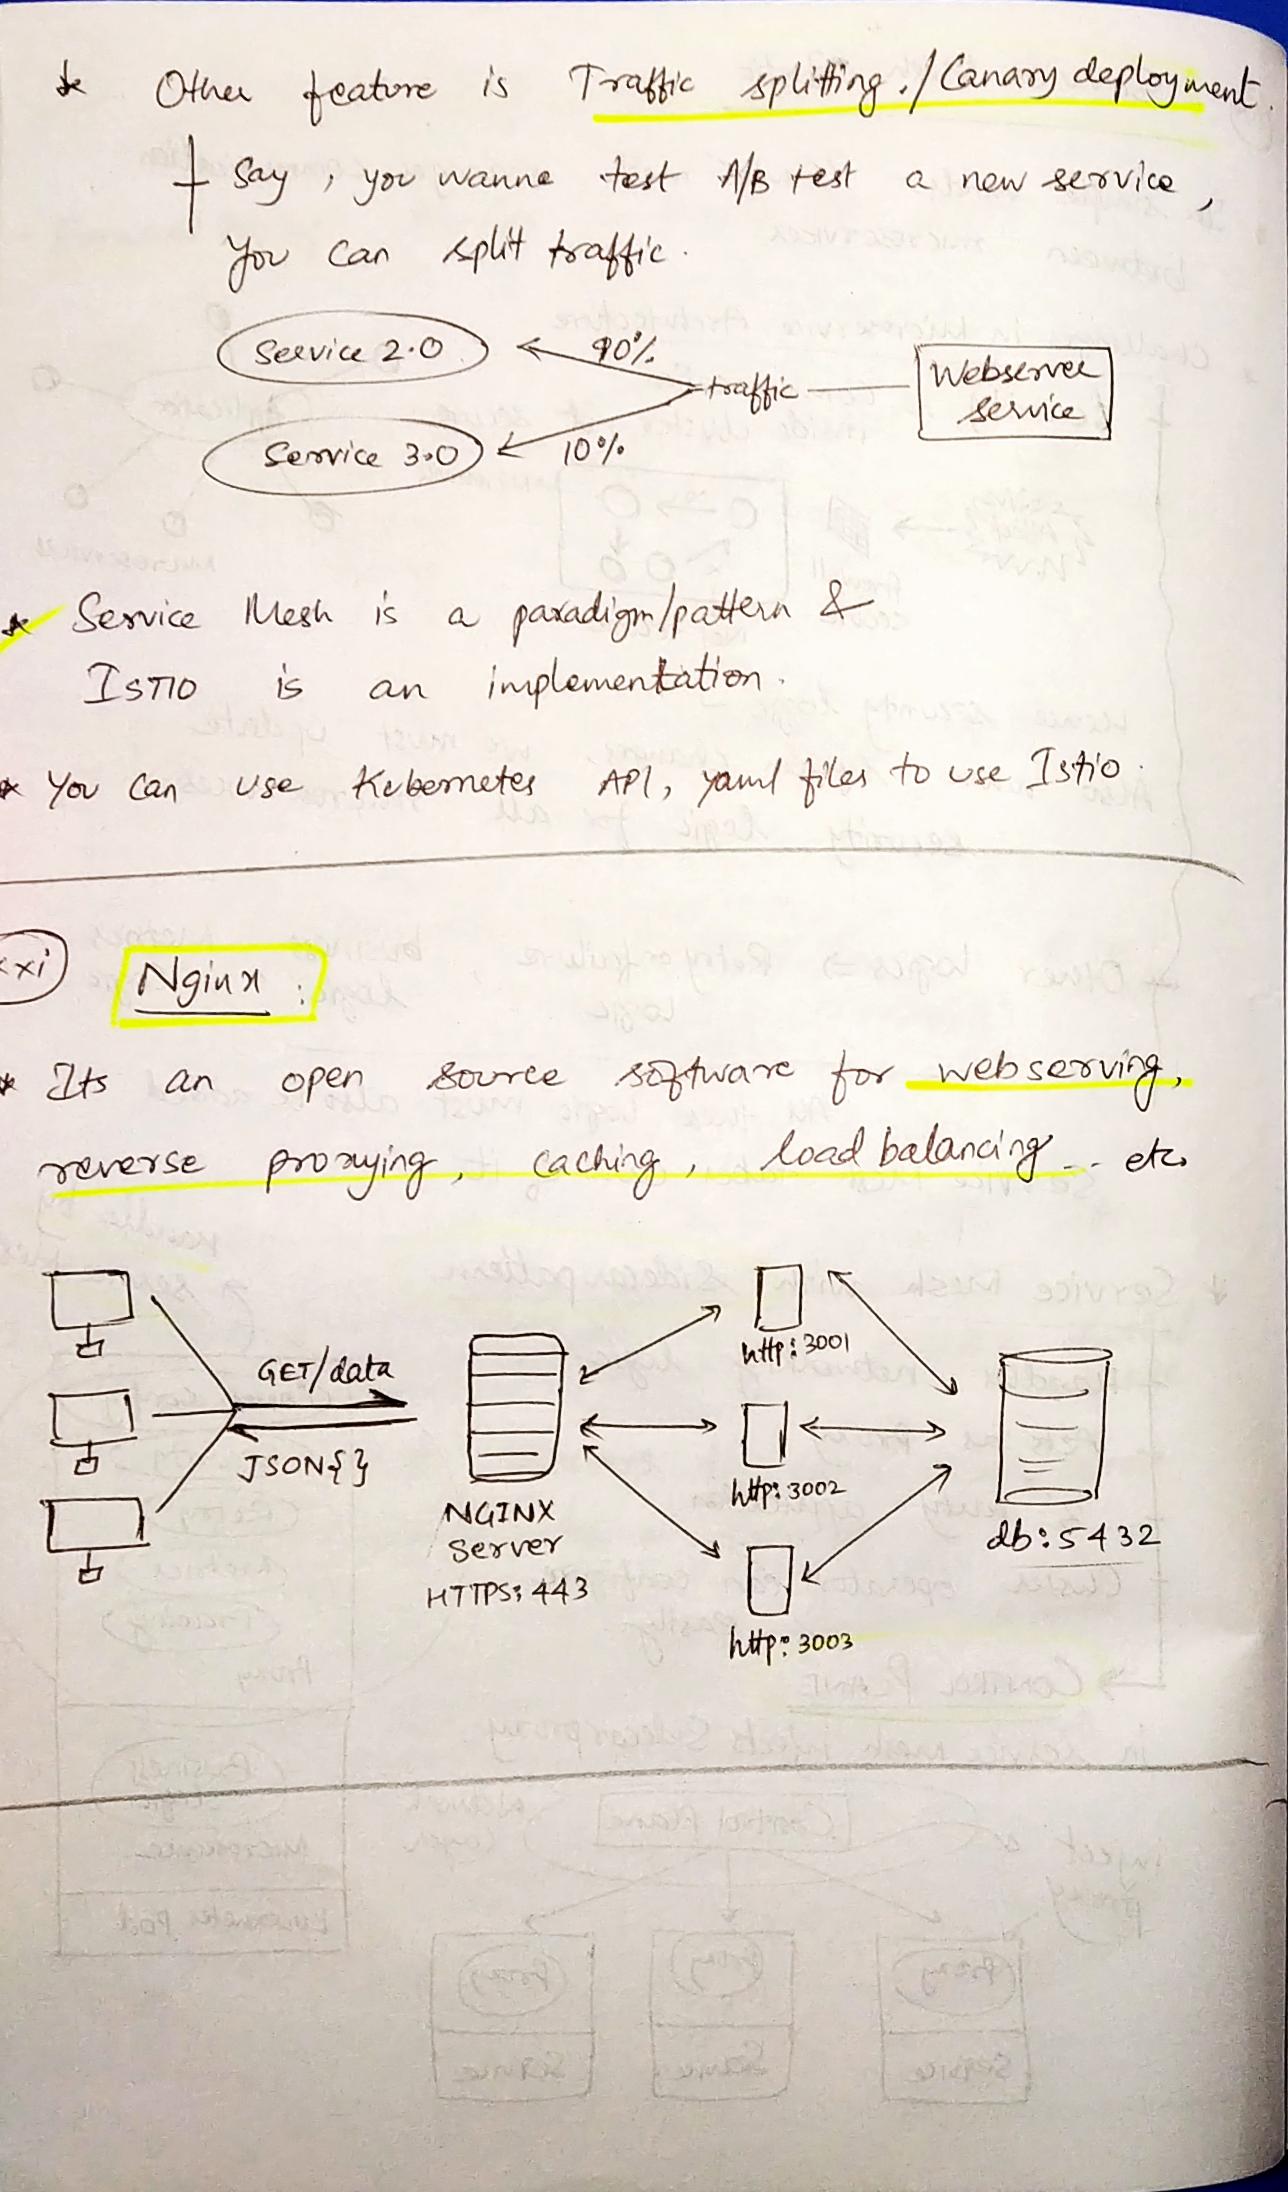 * Other feature is Traffic splitting. / Canary deployment.
Say, you wanna test A/B test a new service,
You can split traffic.
Service 2.0
90%
traffic
Webserver
service
Service 3.0
10%
* Service Mesh is a paradigm/pattern &
ISTIO is an implementation.
* You can use Kubernetes API, yaml files to use Istio.
xxi
Nginx :
* Its an open source software for webserving,
reverse proxying, caching, load balancing ... etc.
GET/data
JSON{}
NGINX
Server
HTTPS: 443
http: 3001
http: 3002
http: 3003
db: 5432